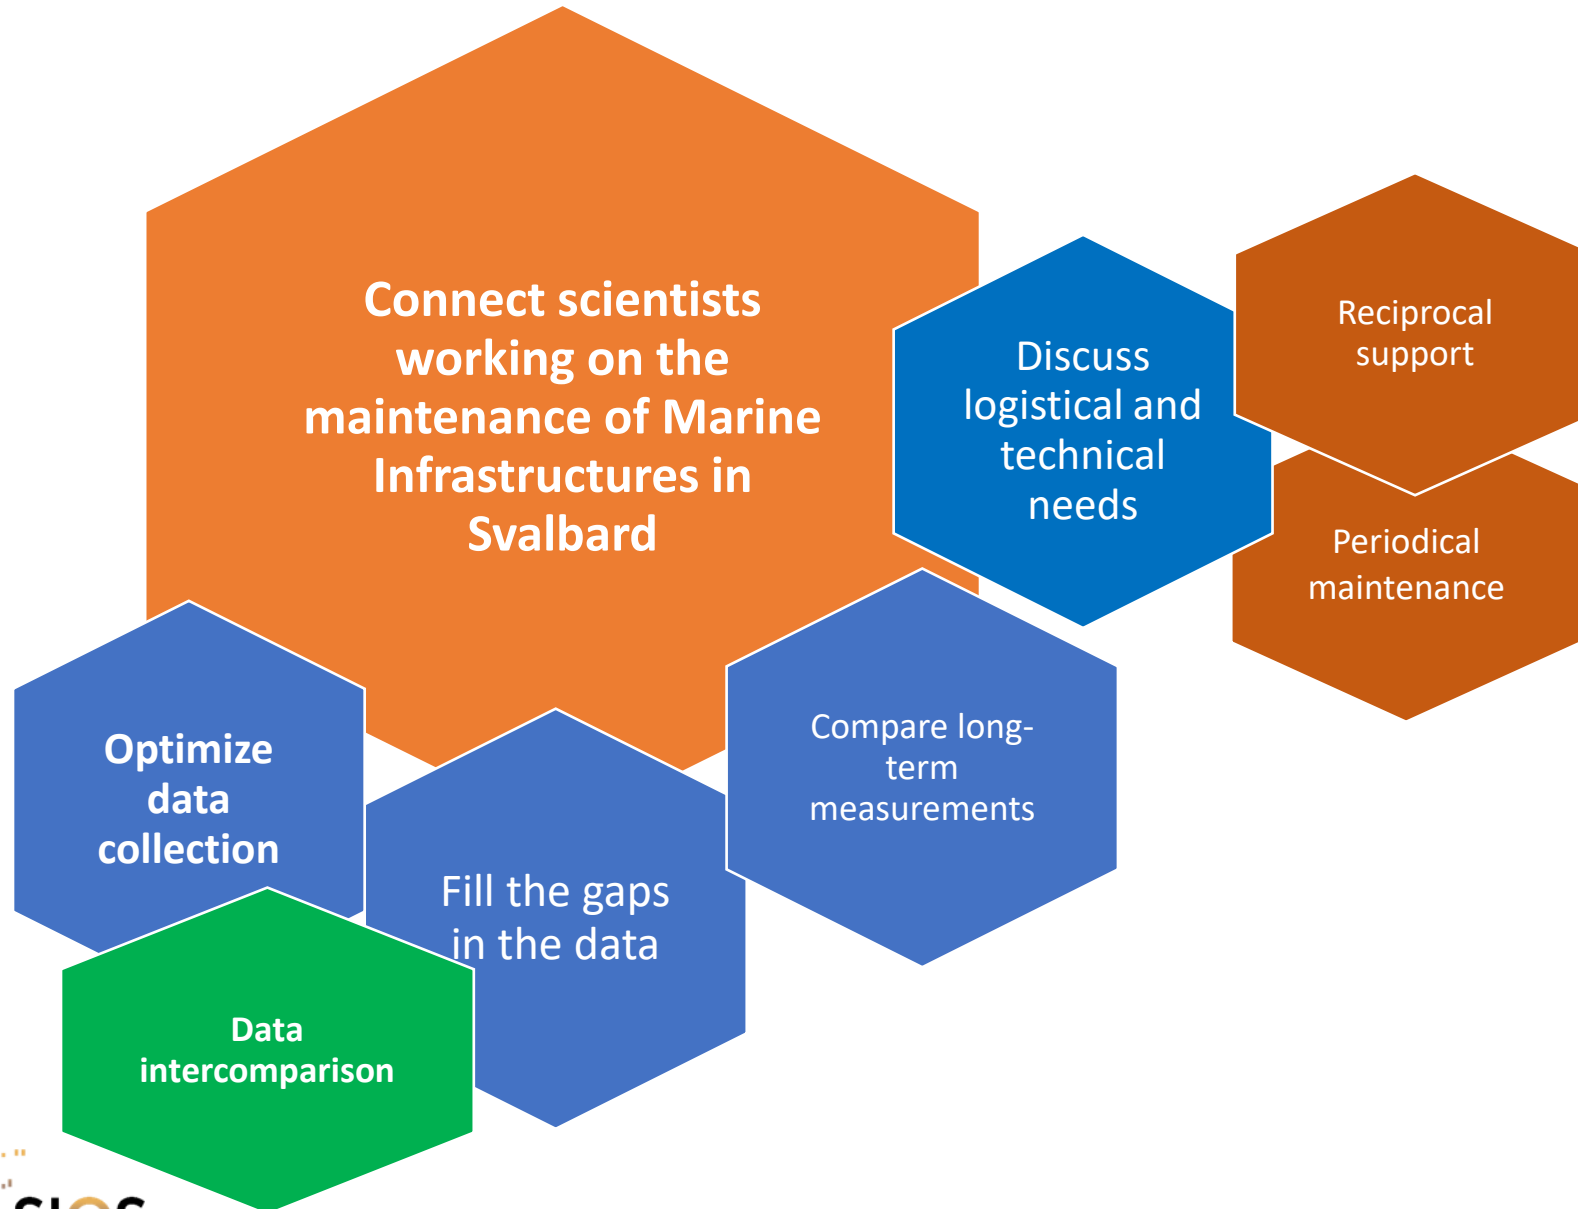 Connect scientists
working on the
maintenance of Marine
Infrastructures in
Svalbard
Discuss
logistical and
technical
needs
Reciprocal
support
Periodical
maintenance
Compare long-
term
measurements
Optimize
data
collection
Fill the gaps
in the data
Data
intercomparison
SIOS